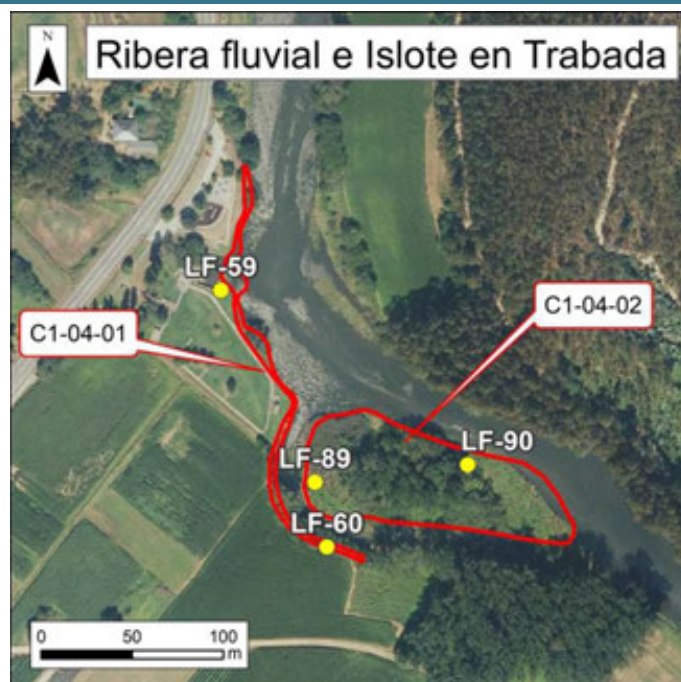 N
Ribera fluvial e Islote en Trabada
LF-59
C1-04-01
C1-04-02
LF-90
LF-89
LF-60
0 50 100
m